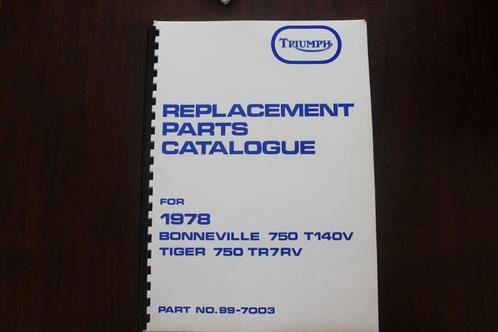 TRIUMPH
REPLACEMENT
PARTS
CATALOGUE
FOR
1978
BONNEVILLE 750 T140V
TIGER 750 TR7RV
PART NO.99-7003